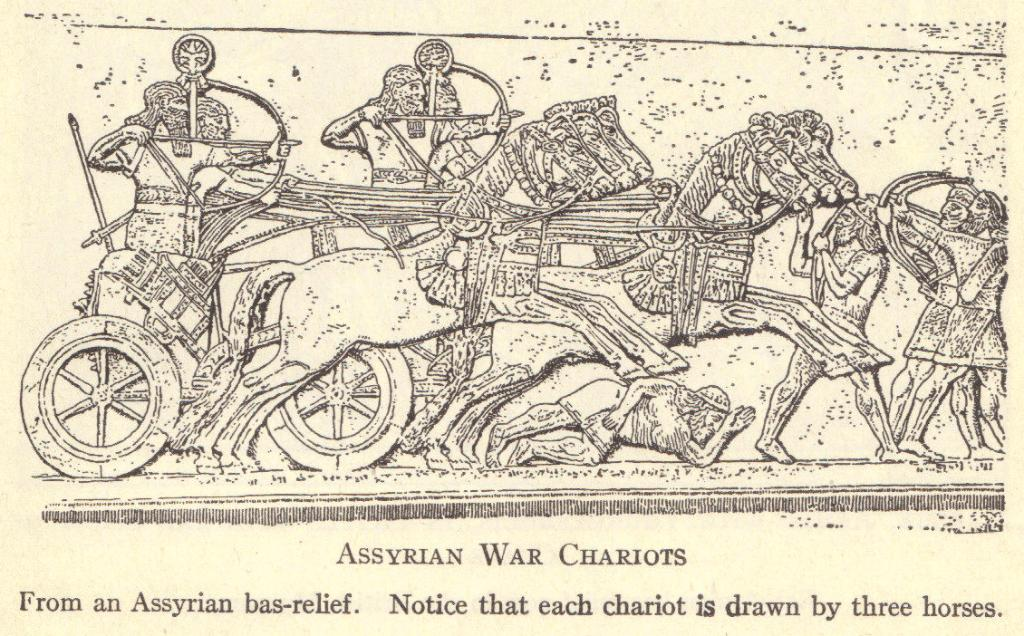 Assyrian War Chariots
From an Assyrian bas-relief. Notice that each chariot is drawn by three horses.